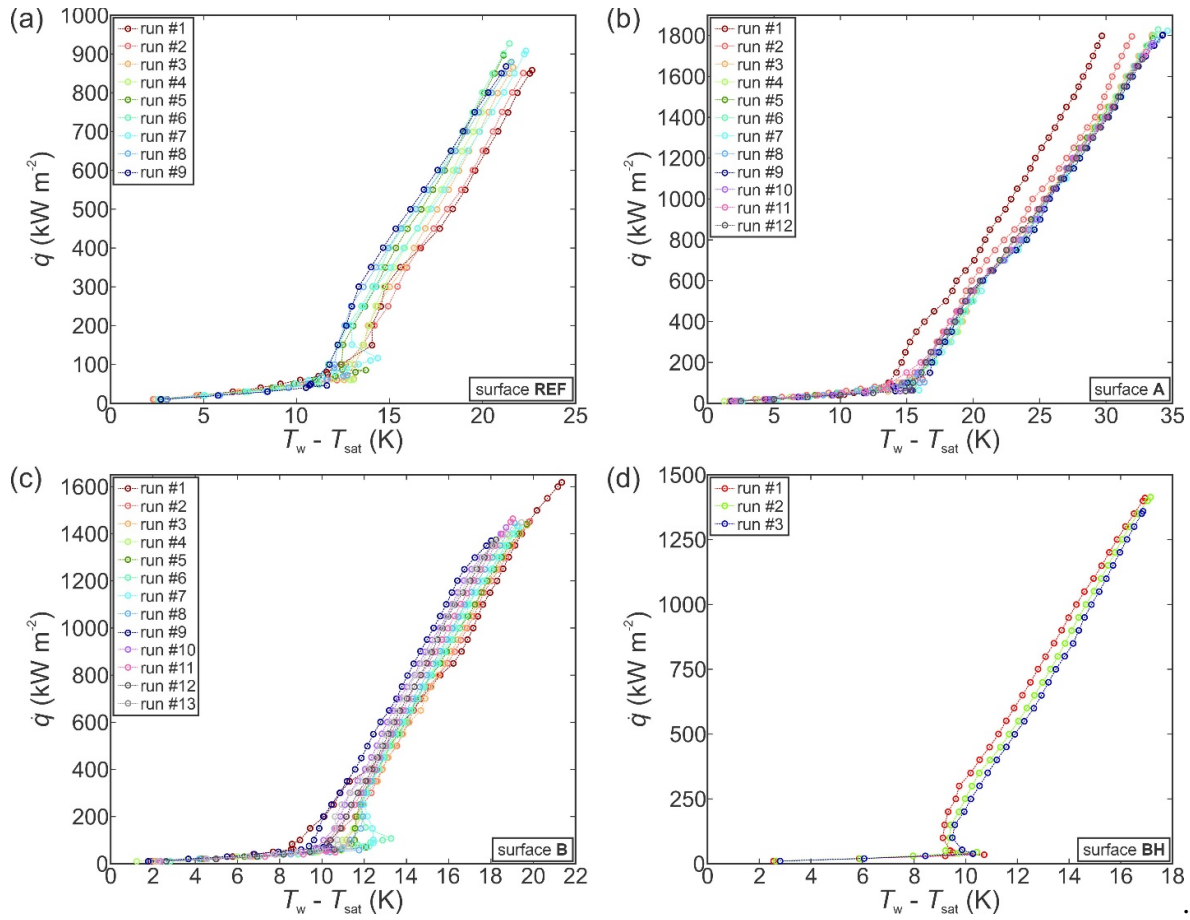 (a)
1000
900
800
700
600
500
400
300
200
100
0
q̇ (kW m⁻²)
run #1
run #2
run #3
run #4
run #5
run #6
run #7
run #8
run #9
surface REF
0 5 10 15 20 25
T_w - T_sat (K)
(b)
1800
1600
1400
1200
1000
800
600
400
200
0
q̇ (kW m⁻²)
run #1
run #2
run #3
run #4
run #5
run #6
run #7
run #8
run #9
run #10
run #11
run #12
surface A
0 5 10 15 20 25 30 35
T_w - T_sat (K)
(c)
1600
1400
1200
1000
800
600
400
200
0
q̇ (kW m⁻²)
run #1
run #2
run #3
run #4
run #5
run #6
run #7
run #8
run #9
run #10
run #11
run #12
run #13
surface B
0 2 4 6 8 10 12 14 16 18 20 22
T_w - T_sat (K)
(d)
1500
1250
1000
750
500
250
0
q̇ (kW m⁻²)
run #1
run #2
run #3
surface BH
0 2 4 6 8 10 12 14 16 18
T_w - T_sat (K)
.